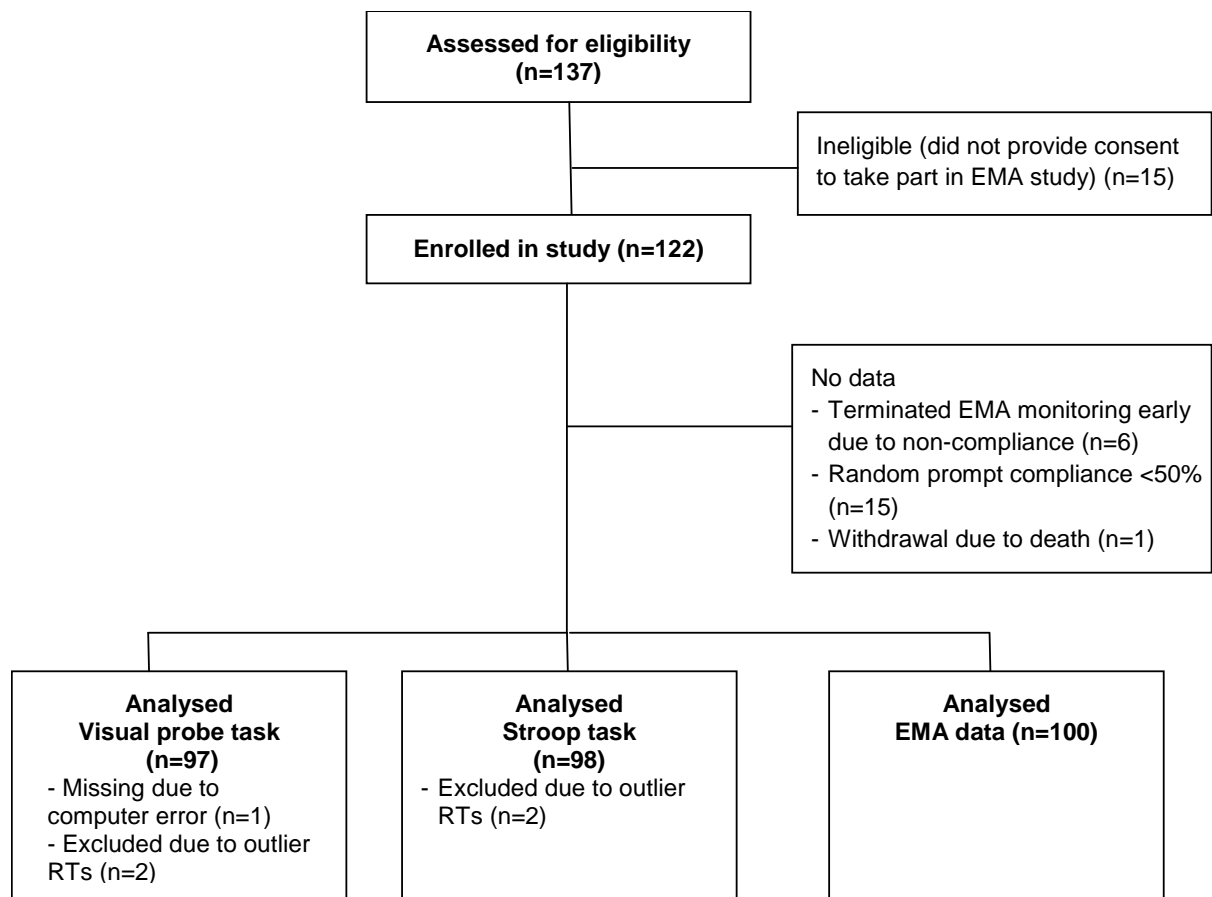 Assessed for eligibility
(n=137)
Ineligible (did not provide consent
to take part in EMA study) (n=15)
Enrolled in study (n=122)
No data
- Terminated EMA monitoring early
due to non-compliance (n=6)
- Random prompt compliance <50%
(n=15)
- Withdrawal due to death (n=1)
Analysed
Visual probe task
(n=97)
- Missing due to
computer error (n=1)
- Excluded due to outlier
RTs (n=2)
Analysed
Stroop task
(n=98)
- Excluded due to outlier
RTs (n=2)
Analysed
EMA data (n=100)